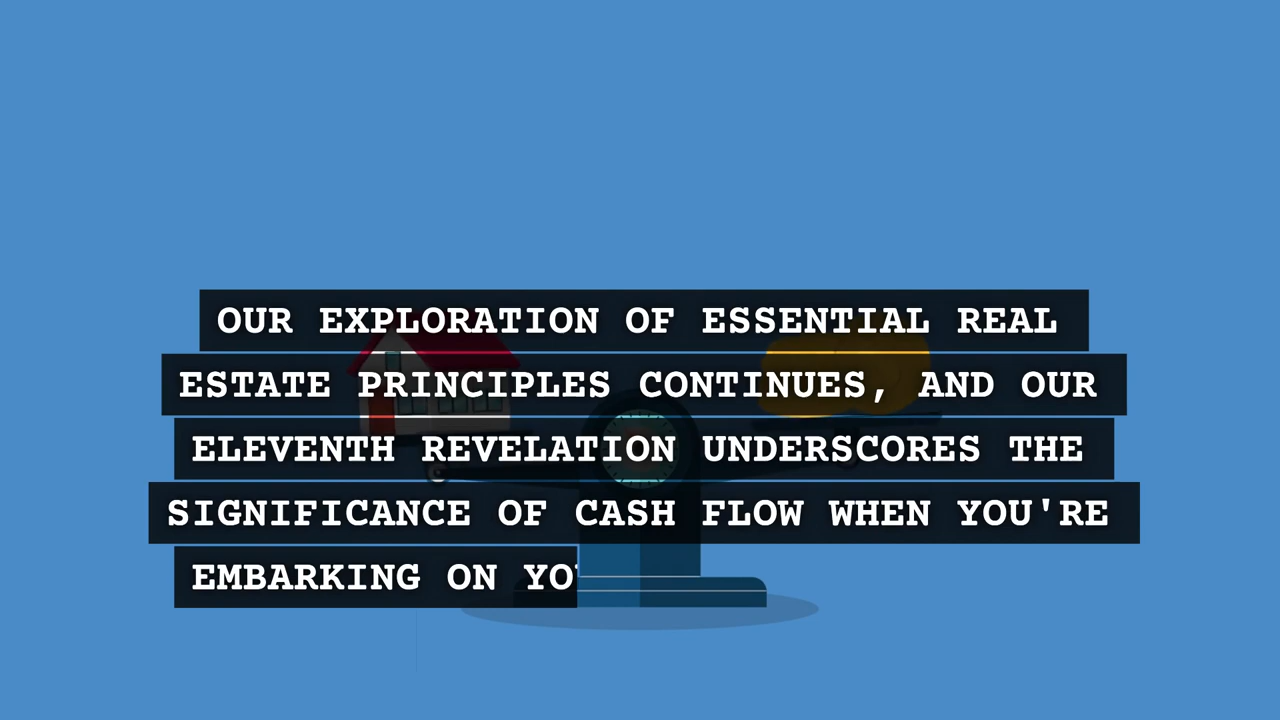 OUR EXPLORATION OF ESSENTIAL REAL
ESTATE PRINCIPLES CONTINUES, AND OUR
ELEVENTH REVELATION UNDERSCORES THE
SIGNIFICANCE OF CASH FLOW WHEN YOU'RE
EMBARKING ON YO